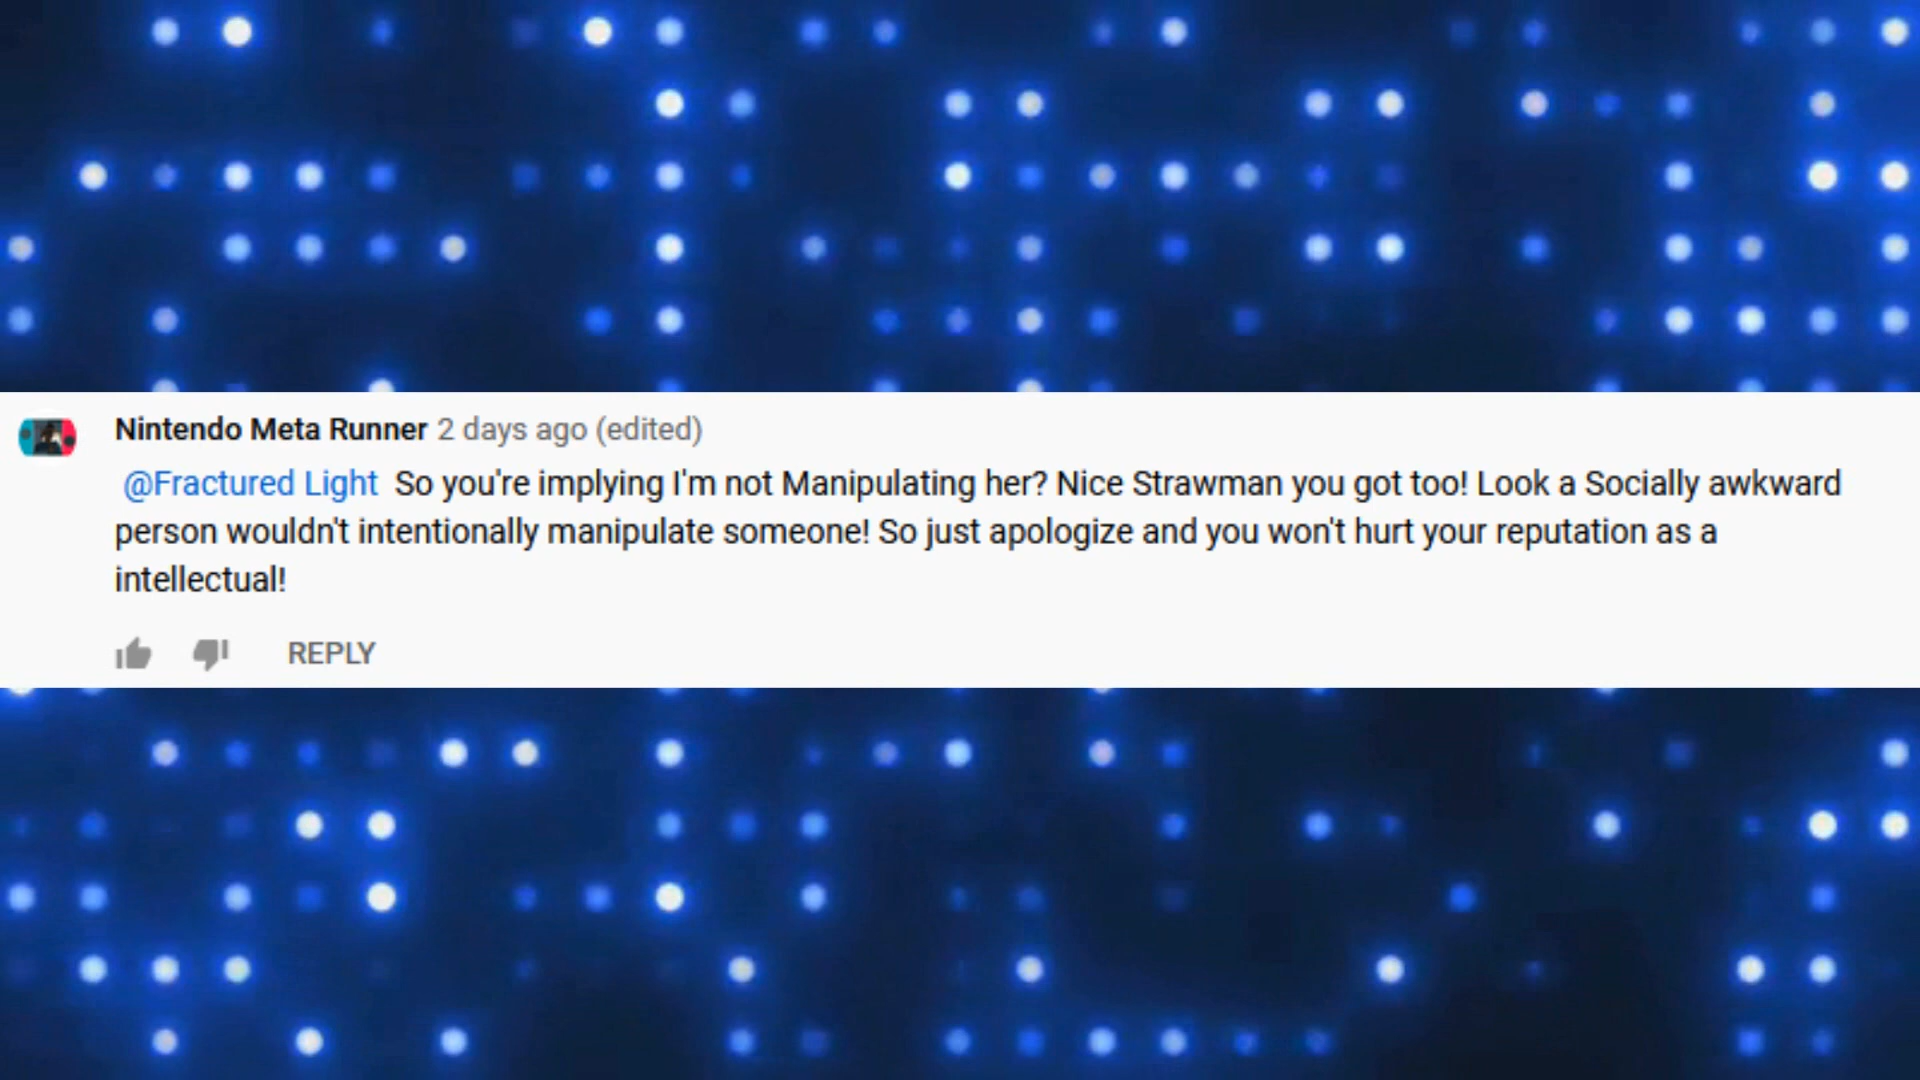 Nintendo Meta Runner 2 days ago (edited)
@Fractured Light So you're implying I'm not Manipulating her? Nice Strawman you got too! Look a Socially awkward
person wouldn't intentionally manipulate someone! So just apologize and you won't hurt your reputation as a
intellectual!
REPLY